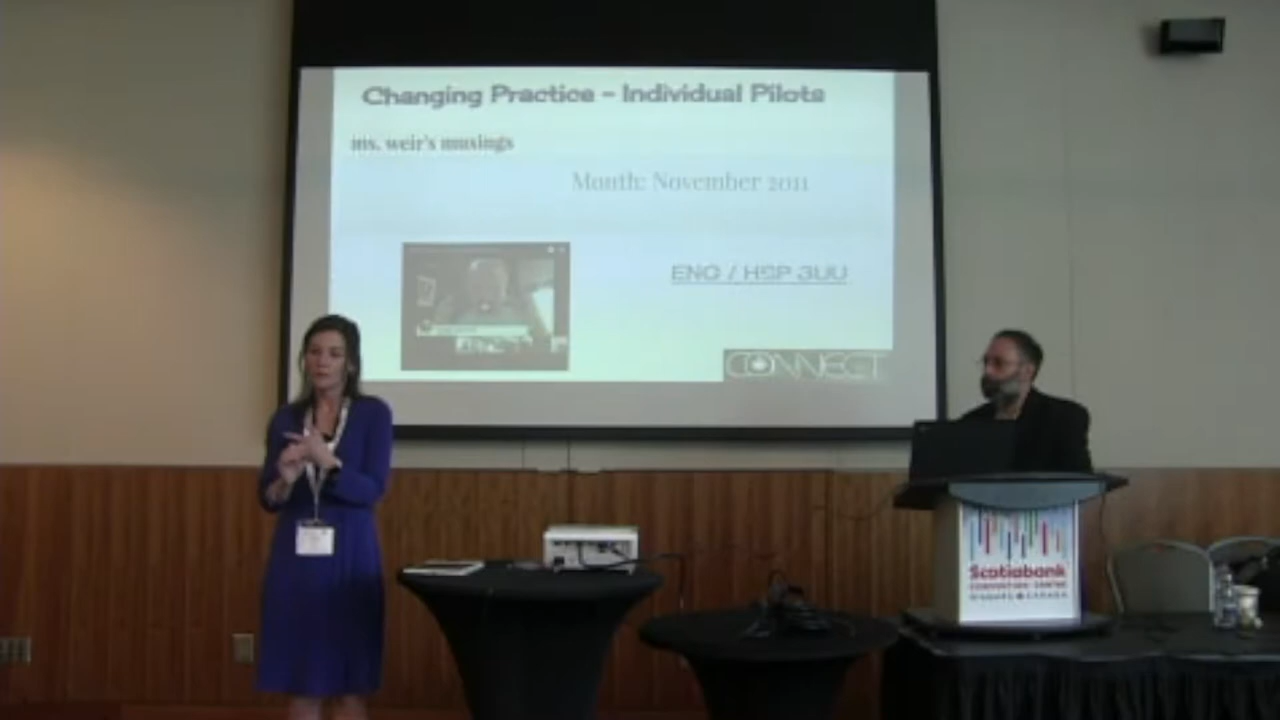 Changing Practice - Individual Pilots
ms. weir's musings
Month: November 2011
ENG / HSP 3UU
CONNECT
Scotiabank
CONVENTION CENTRE
NIAGARA CANADA